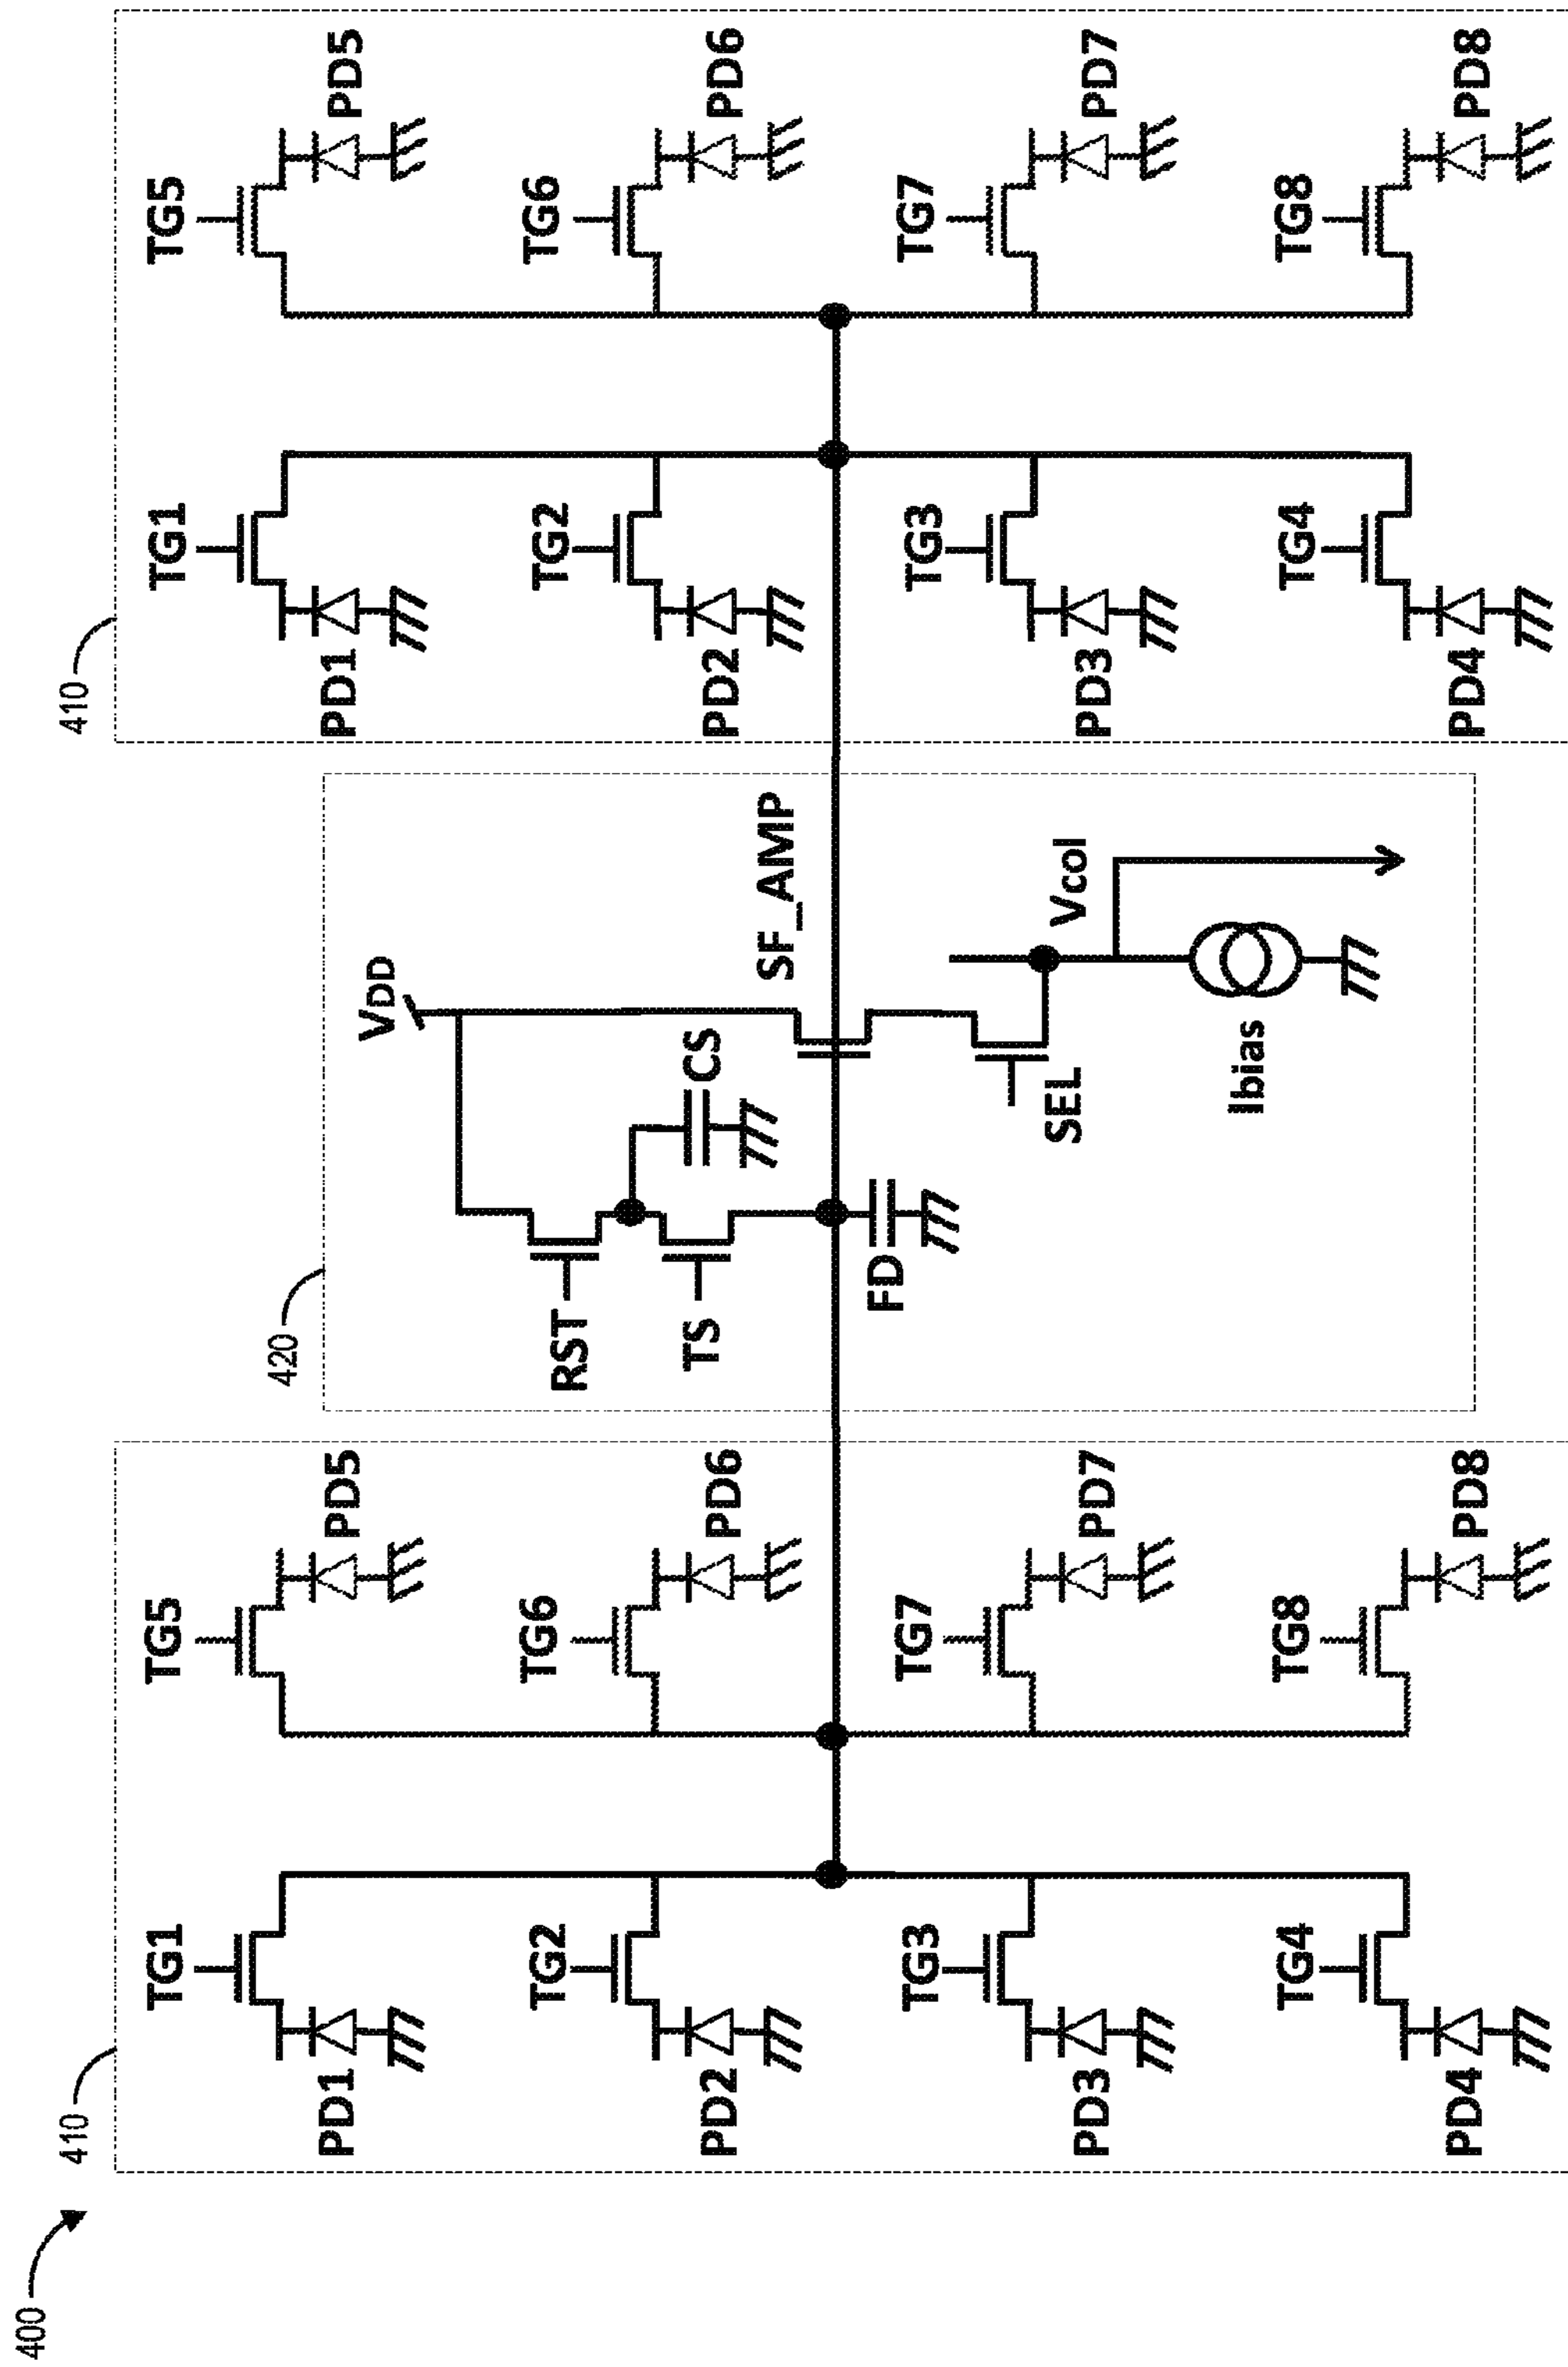 400
410
TG1
PD1
TG2
PD2
TG3
PD3
TG4
PD4
TG5
PD5
TG6
PD6
TG7
PD7
TG8
PD8
420
VDD
RST
CS
TS
SF_AMP
FD
SEL
Vcol
Ibias
410
TG1
PD1
TG2
PD2
TG3
PD3
TG4
PD4
TG5
PD5
TG6
PD6
TG7
PD7
TG8
PD8